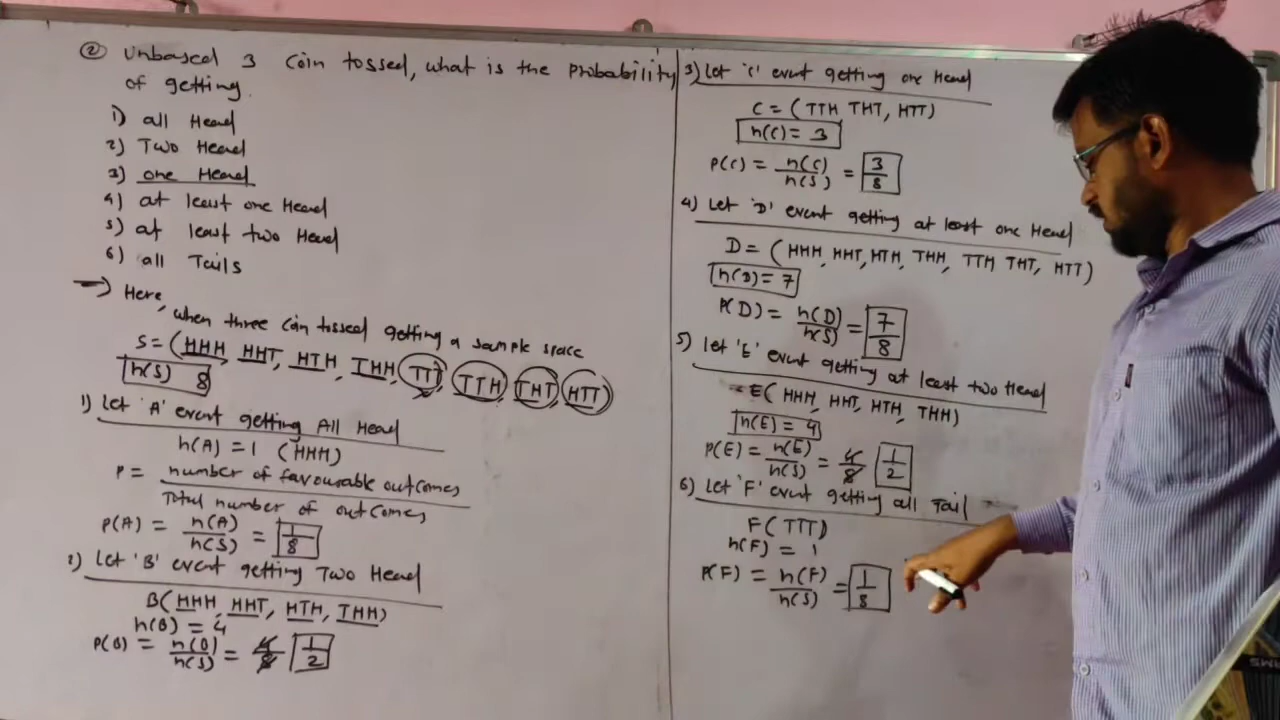 ② Unbased 3 Coin tossed, what is the Probability
of getting.
1) all Head
2) Two Head
3) one Head
4) at least one Head
5) at least two Head
6) all Tails
→ Here,
when three Coin tossed getting a sample space
S = (HHH, HHT, HTH, THH, TTT, TTH, THT, HTT)
n(S) 8
1) Let 'A' event getting All Head
n(A) = 1 (HHH)
P = number of favourable outcomes
Total number of outcomes
P(A) = n(A)/n(S) = 1/8
2) Let 'B' event getting Two Head
B(HHH, HHT, HTH, THH)
n(B) = 4
P(B) = n(B)/n(S) = 4/8 1/2
3) Let 'C' event getting one Head
C = (TTH THT, HTT)
n(C) = 3
P(C) = n(C)/n(S) = 3/8
4) Let 'D' event getting at least one Head
D = (HHH, HHT, HTH, THH, TTH THT, HTT)
n(D) = 7
P(D) = n(D)/n(S) = 7/8
5) Let 'E' event getting at least two Head
E(HHH, HHT, HTH, THH)
n(E) = 4
P(E) = n(E)/n(S) = 4/8 1/2
6) Let 'F' event getting all Tail
F(TTT)
n(F) = 1
P(F) = n(F)/n(S) = 1/8